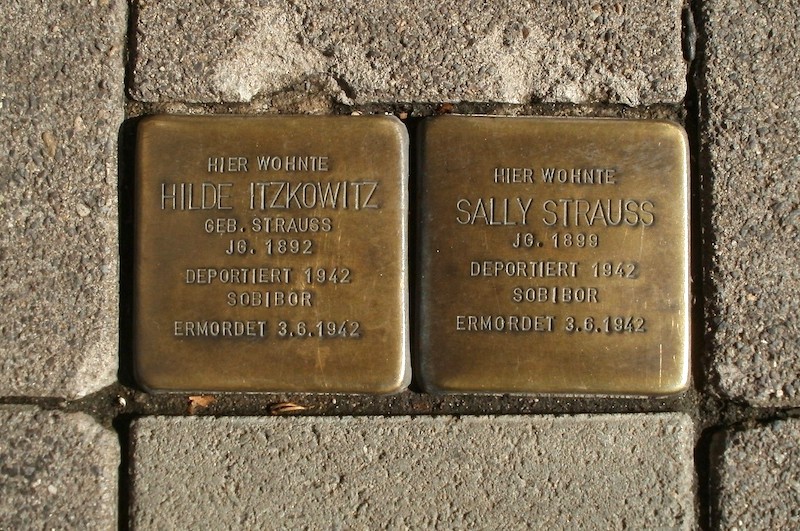 HIER WOHNTE
HILDE ITZKOWITZ
GEB. STRAUSS
JG. 1892
DEPORTIERT 1942
SOBIBOR
ERMORDET 3.6.1942
HIER WOHNTE
SALLY STRAUSS
JG. 1899
DEPORTIERT 1942
SOBIBOR
ERMORDET 3.6.1942